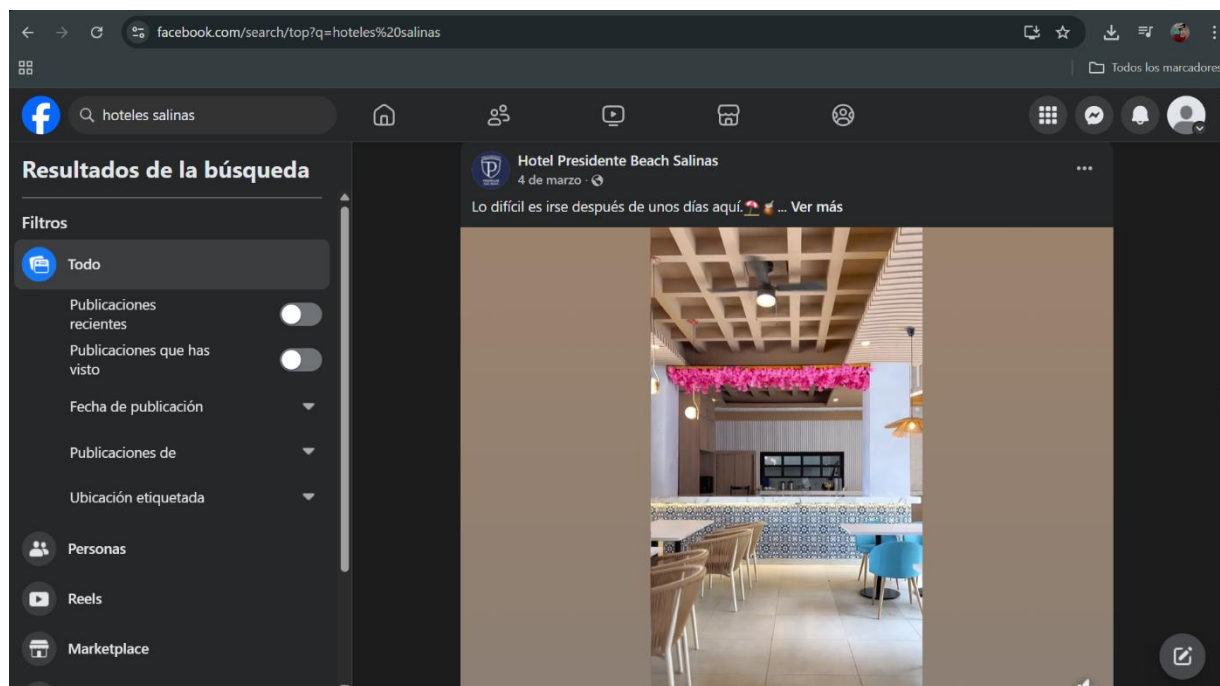 facebook.com/search/top?q=hoteles%20salinas
Todos los marcadores
hoteles salinas
Resultados de la búsqueda
Filtros
Todo
Publicaciones
recientes
Publicaciones que has
visto
Fecha de publicación
Publicaciones de
Ubicación etiquetada
Personas
Reels
Marketplace
Hotel Presidente Beach Salinas
4 de marzo ·
Lo difícil es irse después de unos días aquí.⛱️🧉... Ver más